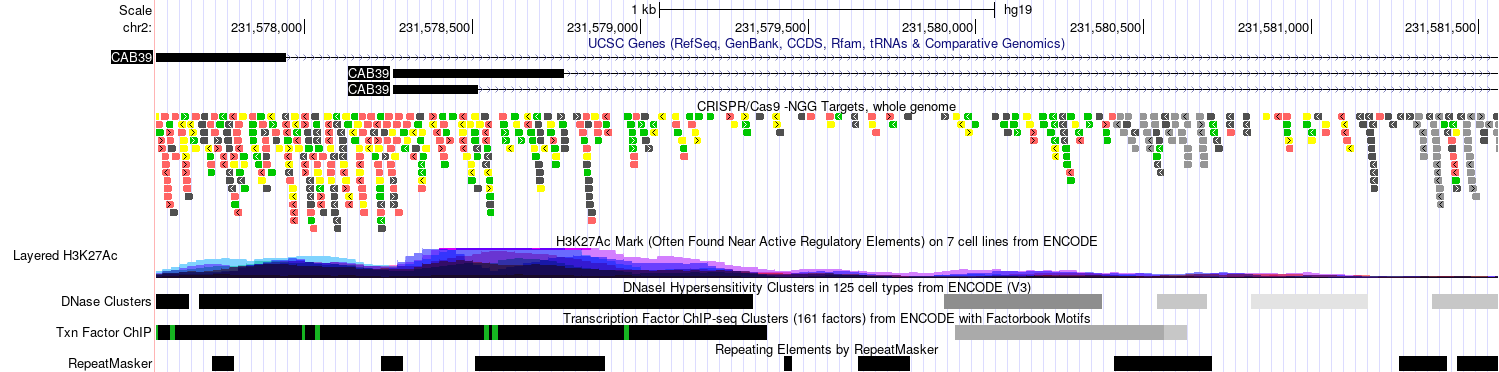 Scale 1 kb hg19
chr2: 231,578,000 231,578,500 231,579,000 231,579,500 231,580,000 231,580,500 231,581,000 231,581,500
UCSC Genes (RefSeq, GenBank, CCDS, Rfam, tRNAs & Comparative Genomics)
CAB39
CAB39
CAB39
CRISPR/Cas9 -NGG Targets, whole genome
H3K27Ac Mark (Often Found Near Active Regulatory Elements) on 7 cell lines from ENCODE
Layered H3K27Ac
DNaseI Hypersensitivity Clusters in 125 cell types from ENCODE (V3)
DNase Clusters
Transcription Factor ChIP-seq Clusters (161 factors) from ENCODE with Factorbook Motifs
Txn Factor ChIP
Repeating Elements by RepeatMasker
RepeatMasker